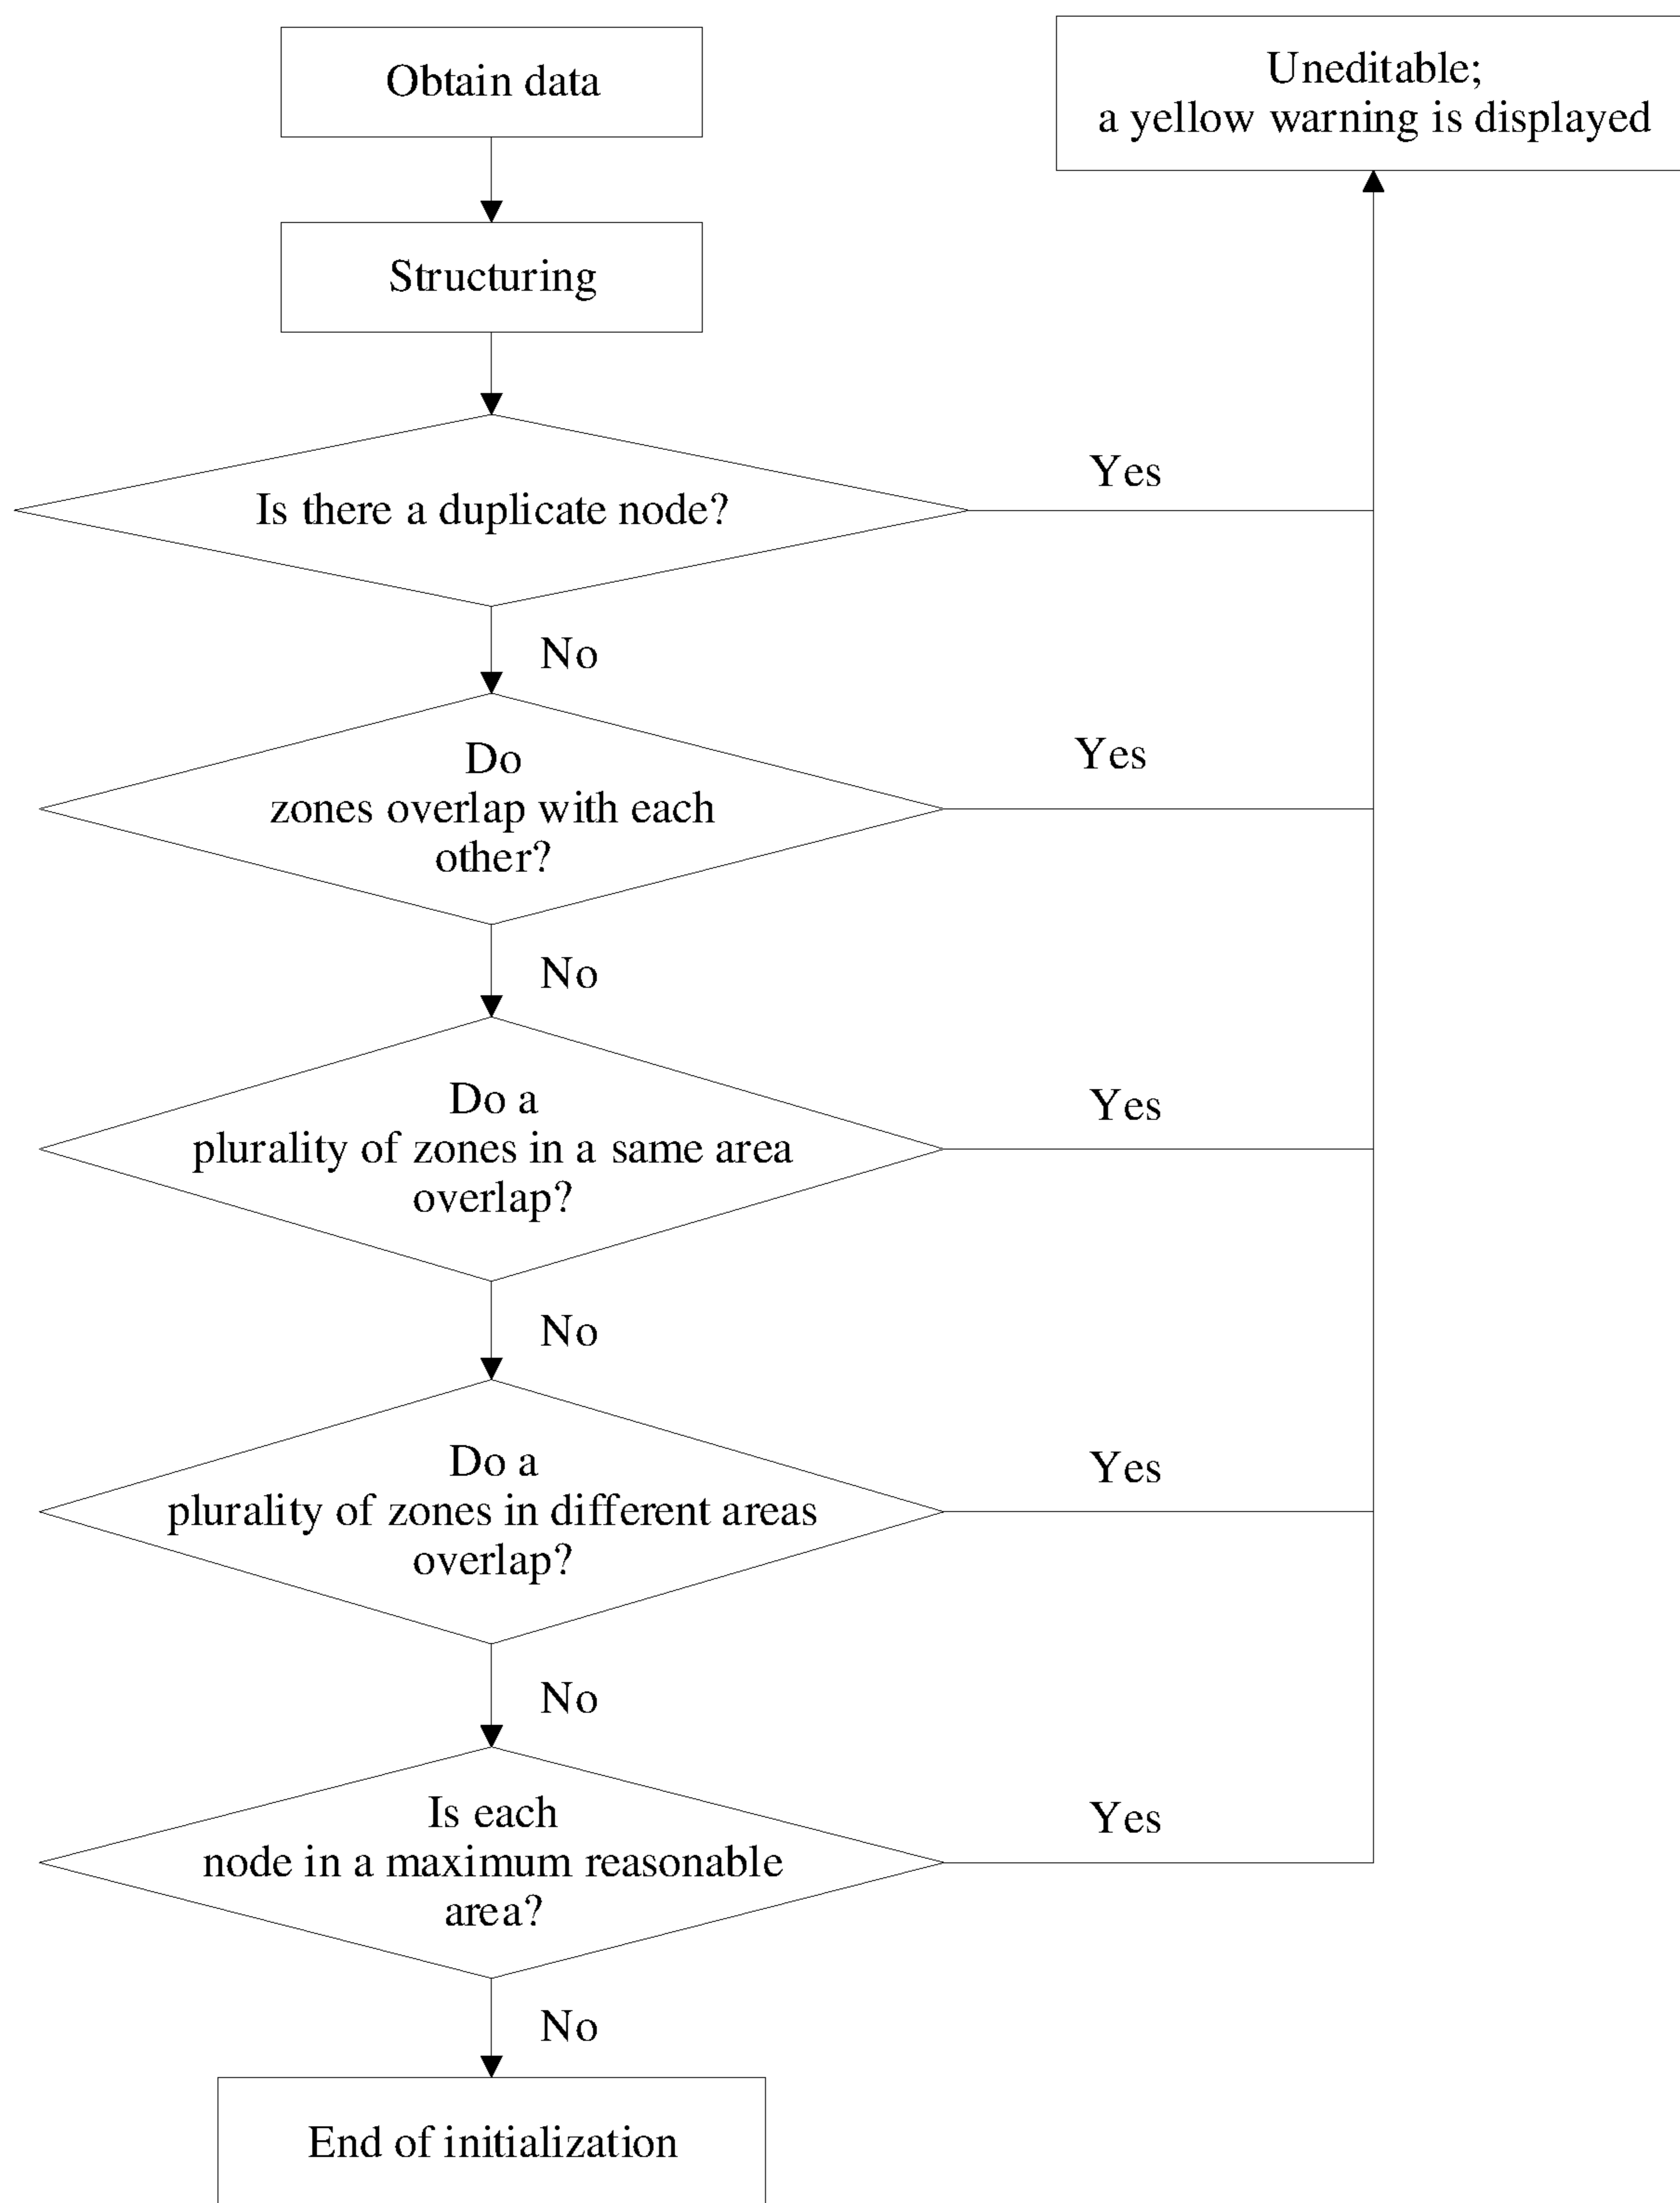 Obtain data
Uneditable;
a yellow warning is displayed
Structuring
Is there a duplicate node?
Yes
No
Do
zones overlap with each
other?
Yes
No
Do a
plurality of zones in a same area
overlap?
Yes
No
Do a
plurality of zones in different areas
overlap?
Yes
No
Is each
node in a maximum reasonable
area?
Yes
No
End of initialization